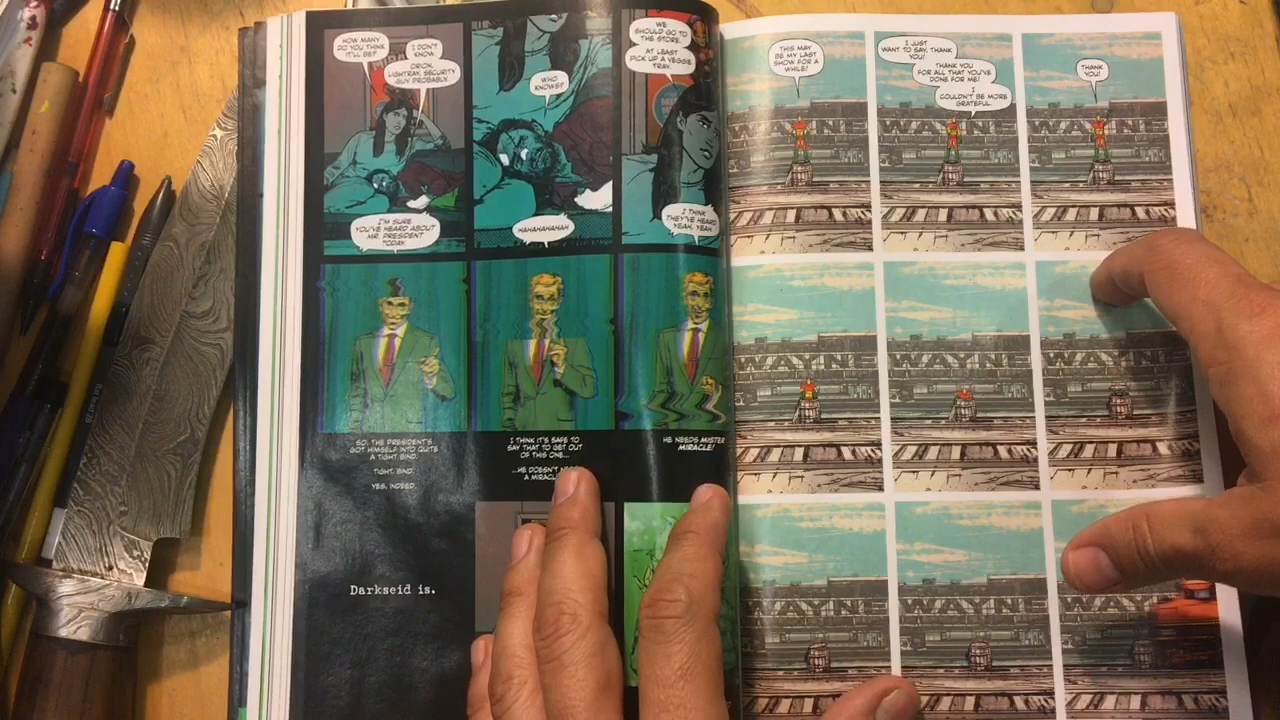 HOW MANY
DO YOU THINK
IT'LL BE?
I DON'T
KNOW.
ORION,
LIGHTRAY, SECURITY
GUY PROBABLY.
I'M SURE
YOU'VE HEARD ABOUT
MR. PRESIDENT
TODAY.
WHO
KNOWS?
HAHAHAHAHAH
WE
SHOULD GO TO
THE STORE.
AT LEAST
PICK UP A VEGGIE
TRAY.
I THINK
THEY'VE HEARD.
YEAH. YEAH.
SO, THE PRESIDENT'S
GOT HIMSELF INTO QUITE
A TIGHT BIND.
TIGHT. BIND.
YES, INDEED.
I THINK IT'S SAFE TO
SAY THAT TO GET OUT
OF THIS ONE...
...HE DOESN'T
A
HE NEEDS MISTER
MIRACLE!
Darkseid is.
THIS MAY
BE MY LAST
SHOW FOR A
WHILE!
WAYNE
I JUST
WANT TO SAY, THANK
YOU!
THANK YOU
FOR ALL THAT YOU'VE
DONE FOR ME!
I
COULDN'T BE MORE
GRATEFUL.
WAYNE
THANK
YOU!
WAYNE
WAYNE
WAYNE
WAYNE
WAYNE
WAYNE
WAYNE